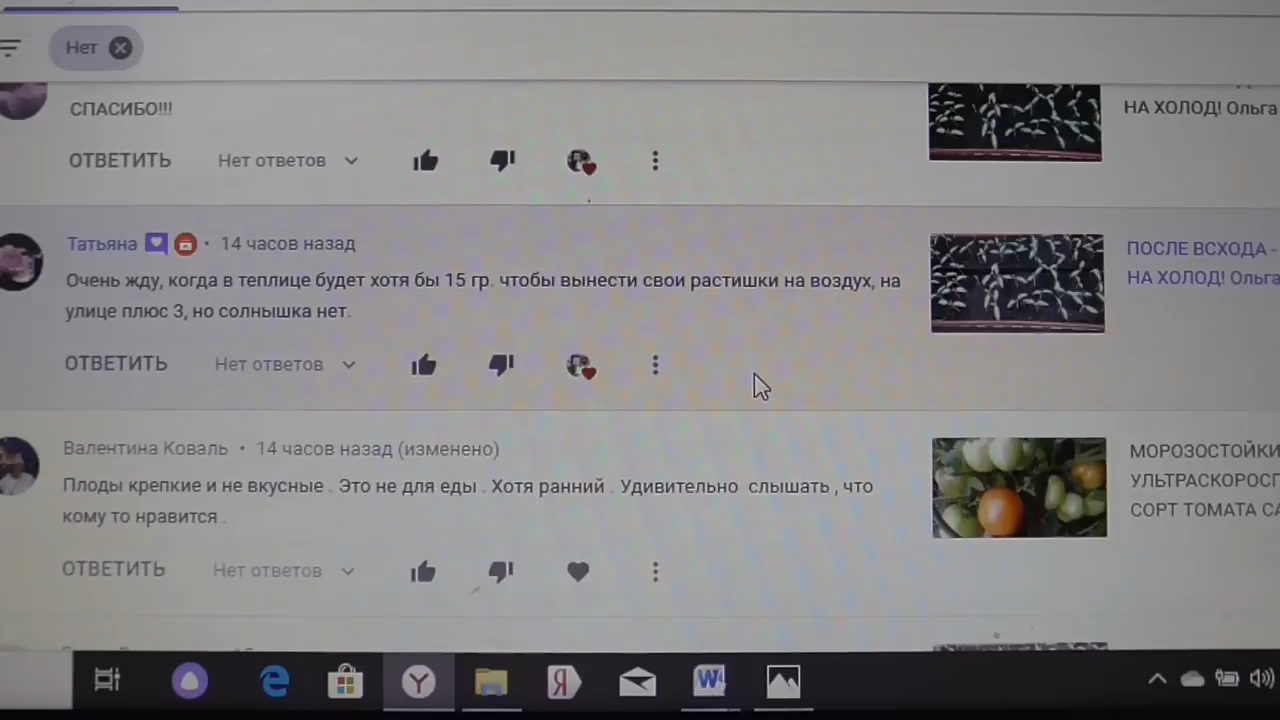 Нет
СПАСИБО!!!
НА ХОЛОД! Ольга
ОТВЕТИТЬ Нет ответов
Татьяна · 14 часов назад
Очень жду, когда в теплице будет хотя бы 15 гр. чтобы вынести свои растишки на воздух, на
улице плюс 3, но солнышка нет.
ПОСЛЕ ВСХОДА -
НА ХОЛОД! Ольга
ОТВЕТИТЬ Нет ответов
Валентина Коваль · 14 часов назад (изменено)
Плоды крепкие и не вкусные . Это не для еды . Хотя ранний . Удивительно слышать , что
кому то нравится .
МОРОЗОСТОЙКИ
УЛЬТРАСКОРОСП
СОРТ ТОМАТА СА
ОТВЕТИТЬ Нет ответов